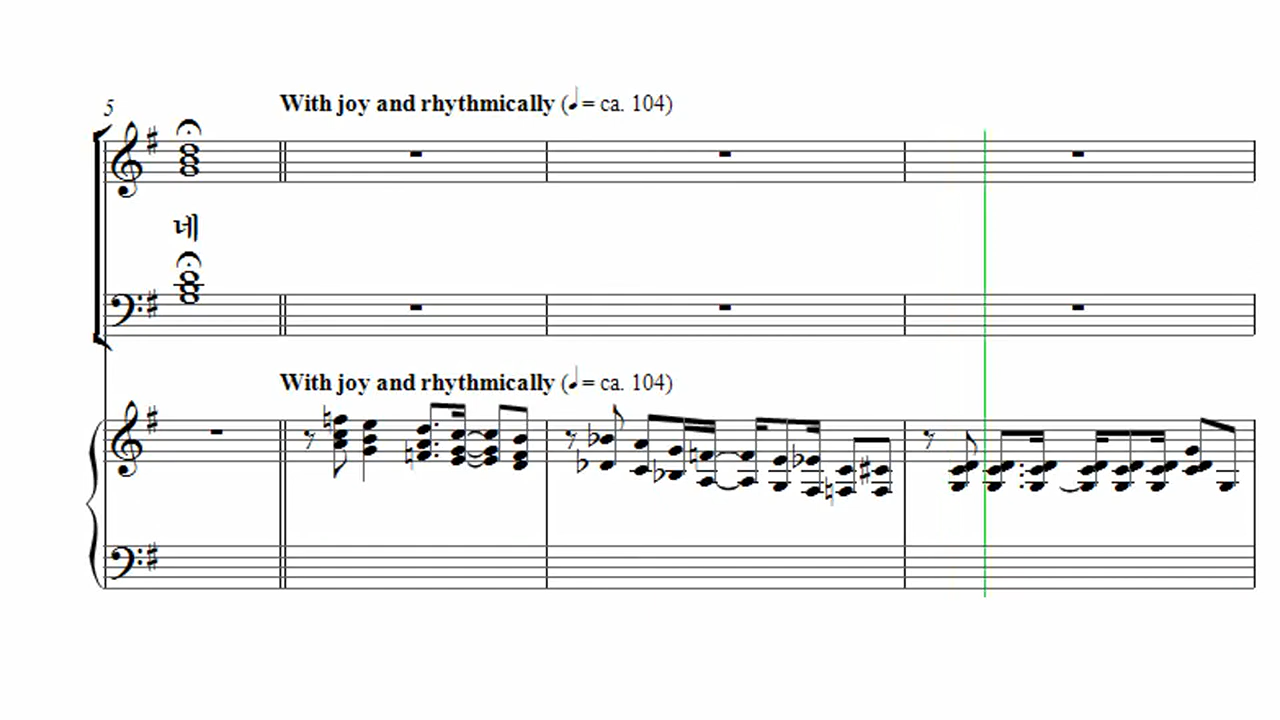 5
With joy and rhythmically (♩= ca. 104)
네
With joy and rhythmically (♩= ca. 104)